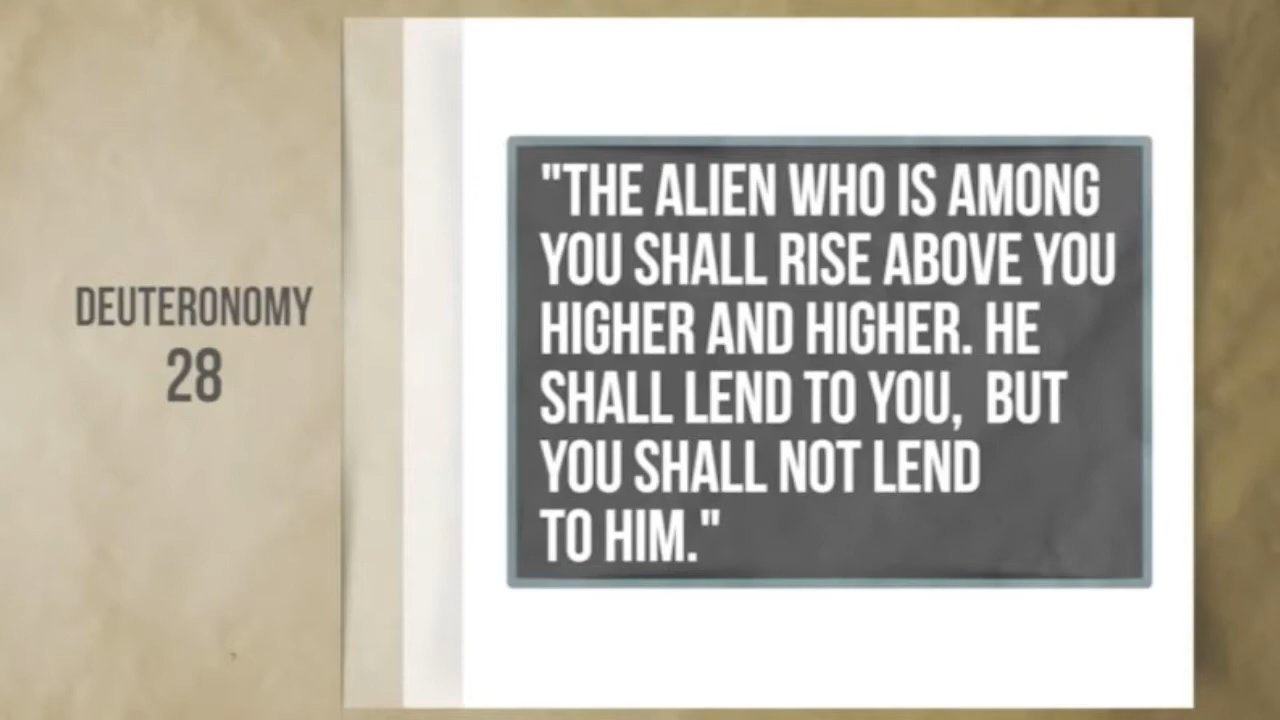 DEUTERONOMY
28
"THE ALIEN WHO IS AMONG
YOU SHALL RISE ABOVE YOU
HIGHER AND HIGHER. HE
SHALL LEND TO YOU,  BUT
YOU SHALL NOT LEND
TO HIM."